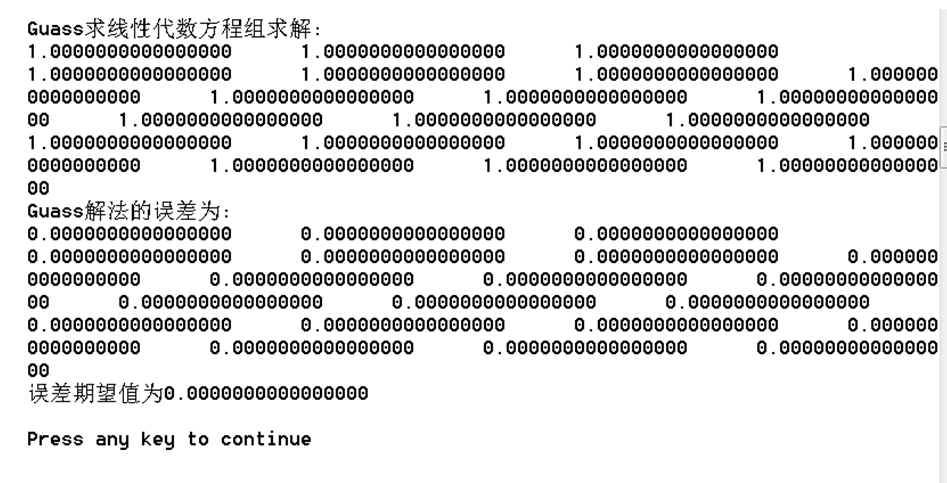 Guass求线性代数方程组求解:
1.0000000000000000 1.0000000000000000 1.0000000000000000
1.0000000000000000 1.0000000000000000 1.0000000000000000 1.000000
0000000000 1.0000000000000000 1.0000000000000000 1.00000000000000
00 1.0000000000000000 1.0000000000000000 1.0000000000000000
1.0000000000000000 1.0000000000000000 1.0000000000000000 1.000000
0000000000 1.0000000000000000 1.0000000000000000 1.00000000000000
00
Guass解法的误差为:
0.0000000000000000 0.0000000000000000 0.0000000000000000
0.0000000000000000 0.0000000000000000 0.0000000000000000 0.000000
0000000000 0.0000000000000000 0.0000000000000000 0.00000000000000
00 0.0000000000000000 0.0000000000000000 0.0000000000000000
0.0000000000000000 0.0000000000000000 0.0000000000000000 0.000000
0000000000 0.0000000000000000 0.0000000000000000 0.00000000000000
00
误差期望值为0.0000000000000000
Press any key to continue